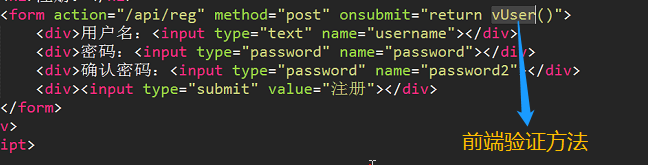 <form action="/api/reg" method="post" onsubmit="return vUser()">
<div>用户名：<input type="text" name="username"></div>
<div>密码：<input type="password" name="password"></div>
<div>确认密码：<input type="password" name="password2"></div>
<div><input type="submit" value="注册"></div>
</form>
v>
ipt>
前端验证方法